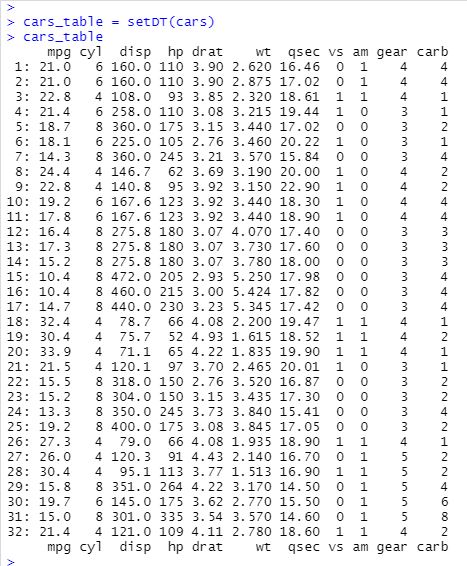 >
> cars_table = setDT(cars)
> cars_table
mpg cyl disp hp drat wt qsec vs am gear carb
1: 21.0 6 160.0 110 3.90 2.620 16.46 0 1 4 4
2: 21.0 6 160.0 110 3.90 2.875 17.02 0 1 4 4
3: 22.8 4 108.0 93 3.85 2.320 18.61 1 1 4 1
4: 21.4 6 258.0 110 3.08 3.215 19.44 1 0 3 1
5: 18.7 8 360.0 175 3.15 3.440 17.02 0 0 3 2
6: 18.1 6 225.0 105 2.76 3.460 20.22 1 0 3 1
7: 14.3 8 360.0 245 3.21 3.570 15.84 0 0 3 4
8: 24.4 4 146.7 62 3.69 3.190 20.00 1 0 4 2
9: 22.8 4 140.8 95 3.92 3.150 22.90 1 0 4 2
10: 19.2 6 167.6 123 3.92 3.440 18.30 1 0 4 4
11: 17.8 6 167.6 123 3.92 3.440 18.90 1 0 4 4
12: 16.4 8 275.8 180 3.07 4.070 17.40 0 0 3 3
13: 17.3 8 275.8 180 3.07 3.730 17.60 0 0 3 3
14: 15.2 8 275.8 180 3.07 3.780 18.00 0 0 3 3
15: 10.4 8 472.0 205 2.93 5.250 17.98 0 0 3 4
16: 10.4 8 460.0 215 3.00 5.424 17.82 0 0 3 4
17: 14.7 8 440.0 230 3.23 5.345 17.42 0 0 3 4
18: 32.4 4 78.7 66 4.08 2.200 19.47 1 1 4 1
19: 30.4 4 75.7 52 4.93 1.615 18.52 1 1 4 2
20: 33.9 4 71.1 65 4.22 1.835 19.90 1 1 4 1
21: 21.5 4 120.1 97 3.70 2.465 20.01 1 0 3 1
22: 15.5 8 318.0 150 2.76 3.520 16.87 0 0 3 2
23: 15.2 8 304.0 150 3.15 3.435 17.30 0 0 3 2
24: 13.3 8 350.0 245 3.73 3.840 15.41 0 0 3 4
25: 19.2 8 400.0 175 3.08 3.845 17.05 0 0 3 2
26: 27.3 4 79.0 66 4.08 1.935 18.90 1 1 4 1
27: 26.0 4 120.3 91 4.43 2.140 16.70 0 1 5 2
28: 30.4 4 95.1 113 3.77 1.513 16.90 1 1 5 2
29: 15.8 8 351.0 264 4.22 3.170 14.50 0 1 5 4
30: 19.7 6 145.0 175 3.62 2.770 15.50 0 1 5 6
31: 15.0 8 301.0 335 3.54 3.570 14.60 0 1 5 8
32: 21.4 4 121.0 109 4.11 2.780 18.60 1 1 4 2
mpg cyl disp hp drat wt qsec vs am gear carb
>